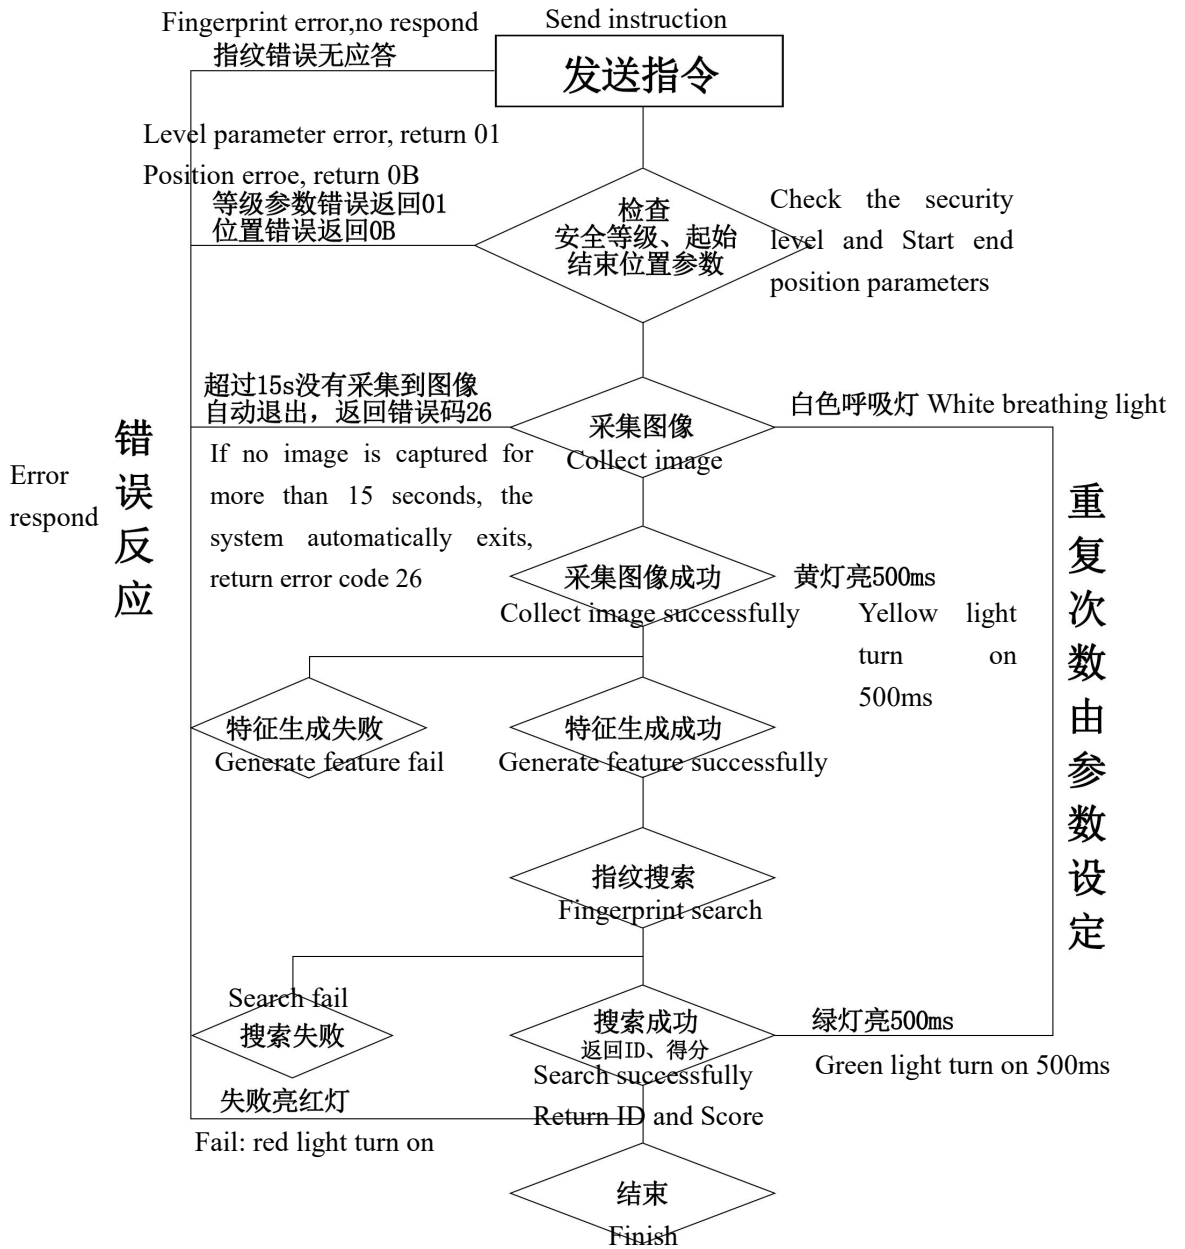 Fingerprint error,no respond
Send instruction
指纹错误无应答
发送指令
Level parameter error, return 01
Position erroe, return 0B
等级参数错误返回01
位置错误返回0B
检查
安全等级、起始
结束位置参数
Check the security
level and Start end
position parameters
超过15s没有采集到图像
自动退出，返回错误码26
If no image is captured for
more than 15 seconds, the
system automatically exits,
return error code 26
采集图像
Collect image
白色呼吸灯 White breathing light
错误反应
Error
respond
采集图像成功
Collect image successfully
黄灯亮500ms
Yellow light
turn on
500ms
重复次数由参数设定
特征生成失败
Generate feature fail
特征生成成功
Generate feature successfully
指纹搜索
Fingerprint search
Search fail
搜索失败
搜索成功
返回ID、得分
Search successfully
Return ID and Score
绿灯亮500ms
Green light turn on 500ms
失败亮红灯
Fail: red light turn on
结束
Finish